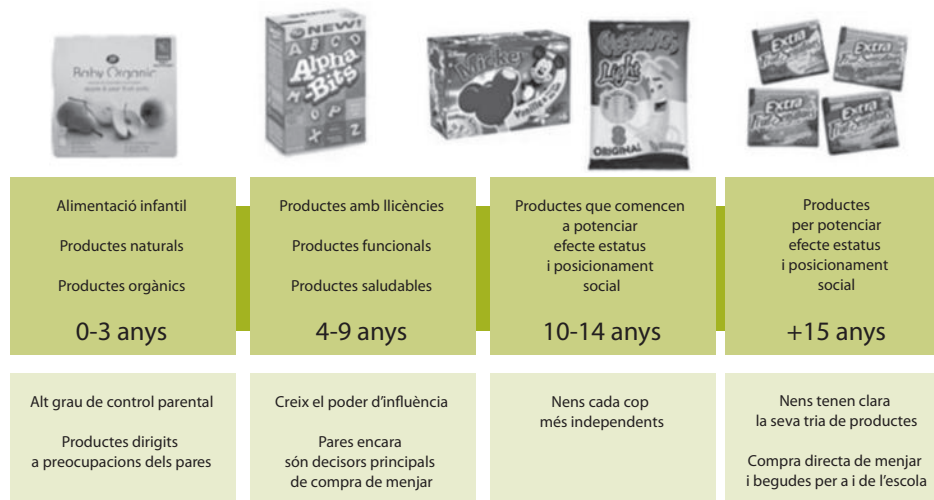 Baby Organic
NEW!
A B C D
Alpha
-Bits
Disney
Mickey
Light
8
ORIGINAL
Extra
Extra
Extra
Extra
Alimentació infantil
Productes naturals
Productes orgànics
0-3 anys
Productes amb llicències
Productes funcionals
Productes saludables
4-9 anys
Productes que comencen
a potenciar
efecte estatus
i posicionament
social
10-14 anys
Productes
per potenciar
efecte estatus
i posicionament
social
+15 anys
Alt grau de control parental
Productes dirigits
a preocupacions dels pares
Creix el poder d’influència
Pares encara
són decisors principals
de compra de menjar
Nens cada cop
més independents
Nens tenen clara
la seva tria de productes
Compra directa de menjar
i begudes per a i de l’escola